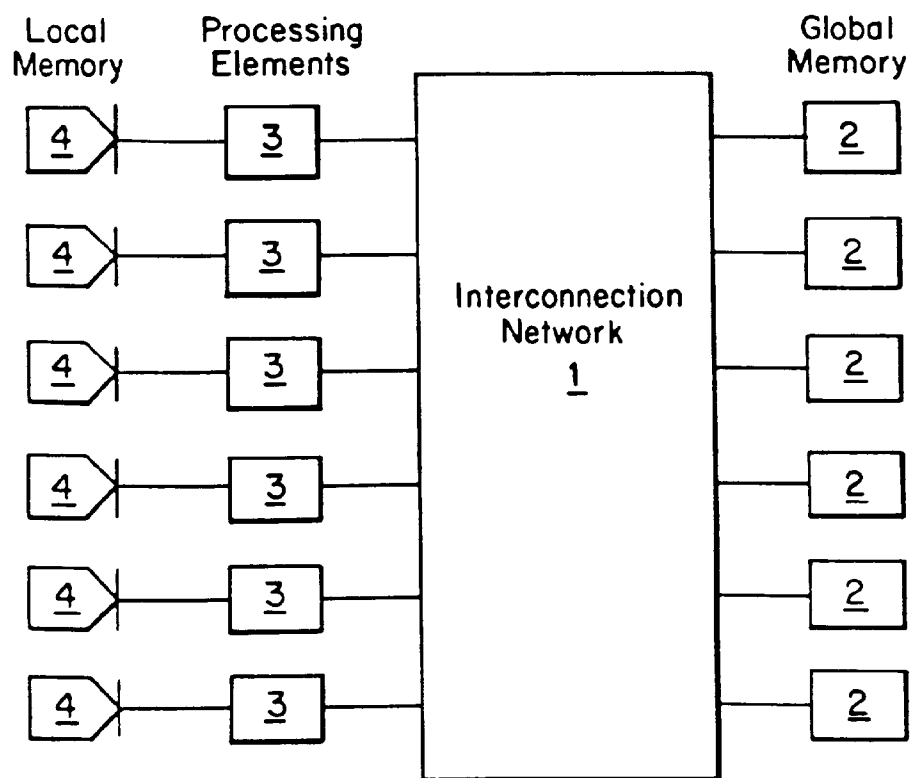 Local
Memory
Processing
Elements
Global
Memory
4 3 2
4 3 2
Interconnection
Network
1
4 3 2
4 3 2
4 3 2
4 3 2